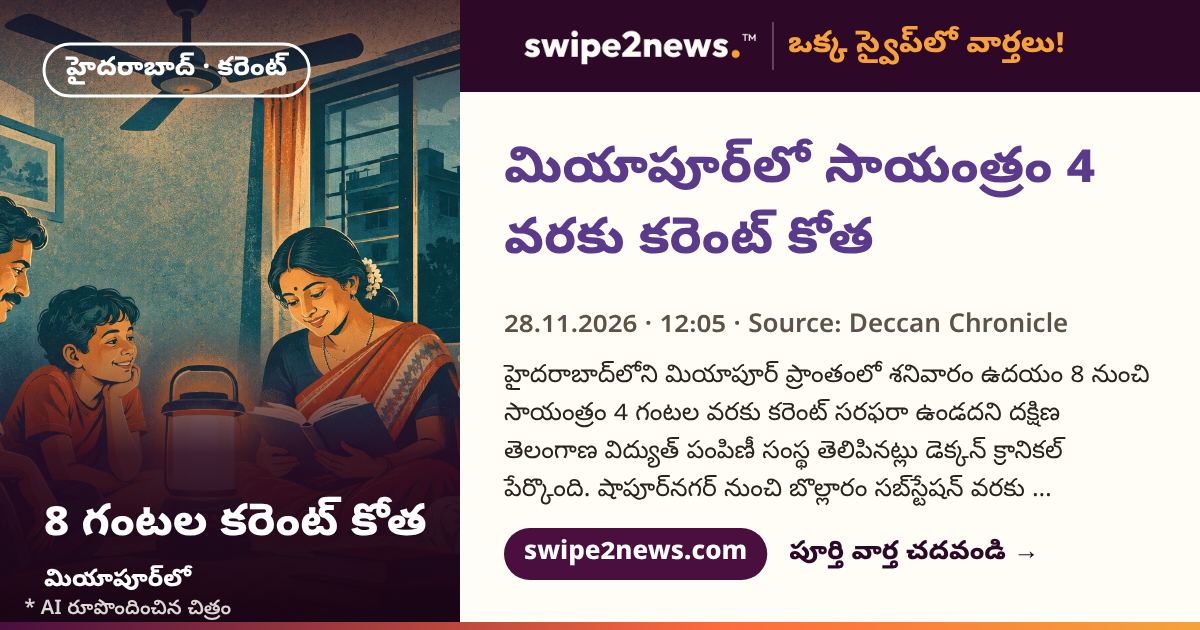 హైదరాబాద్ · కరెంట్
8 గంటల కరెంట్ కోత
మియాపూర్‌లో
* AI రూపొందించిన చిత్రం
swipe2news.™ | ఒక్క స్వైప్‌లో వార్తలు!
మియాపూర్‌లో సాయంత్రం 4
వరకు కరెంట్ కోత
28.11.2026 · 12:05 · Source: Deccan Chronicle
హైదరాబాద్‌లోని మియాపూర్ ప్రాంతంలో శనివారం ఉదయం 8 నుంచి
సాయంత్రం 4 గంటల వరకు కరెంట్ సరఫరా ఉండదని దక్షిణ
తెలంగాణ విద్యుత్ పంపిణీ సంస్థ తెలిపినట్లు డెక్కన్ క్రానికల్
పేర్కొంది. షాపూర్‌నగర్ నుంచి బొల్లారం సబ్‌స్టేషన్ వరకు ...
swipe2news.com పూర్తి వార్త చదవండి →